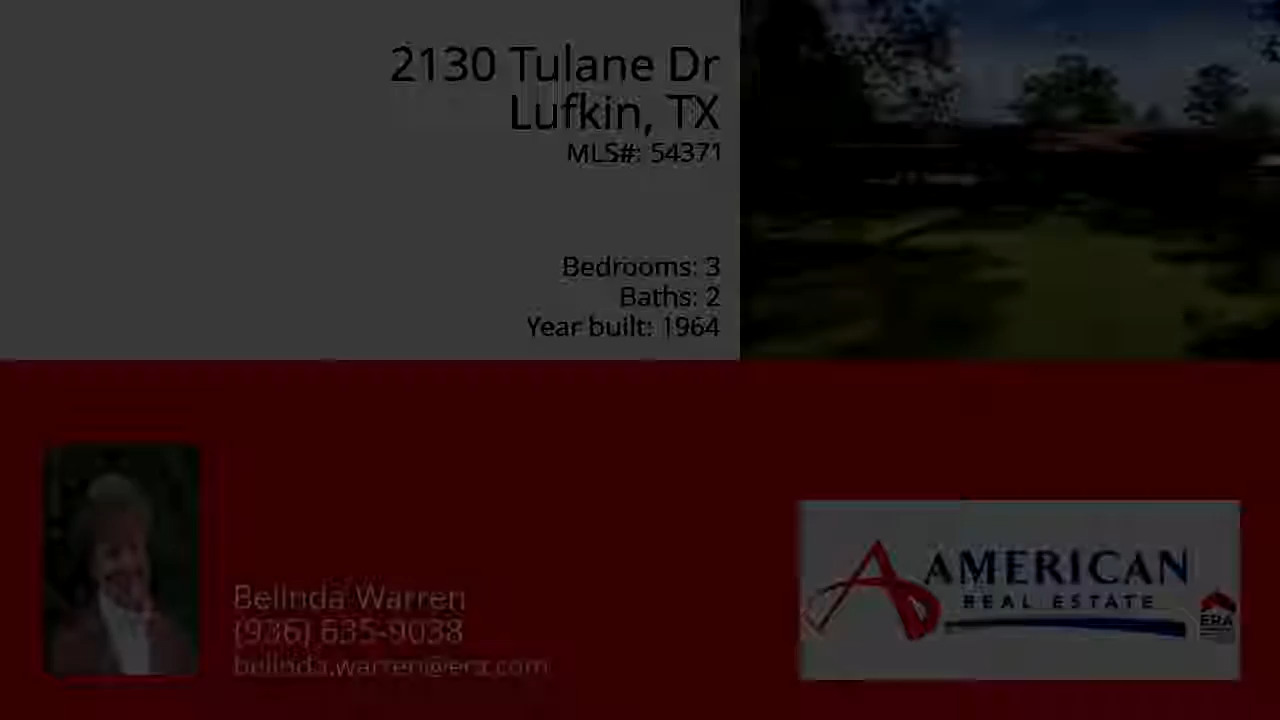 2130 Tulane Dr
Lufkin, TX
MLS#: 54371
Bedrooms: 3
Baths: 2
Year built: 1964
Belinda Warren
(936) 635-9038
belinda.warren@era.com
AMERICAN
REAL ESTATE
ERA